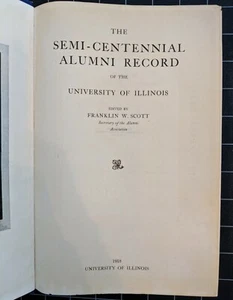 THE
SEMI-CENTENNIAL
ALUMNI RECORD
OF THE
UNIVERSITY OF ILLINOIS
EDITED BY
FRANKLIN W. SCOTT
Secretary of the Alumni
Association
UNIVERSITY OF ILLINOIS